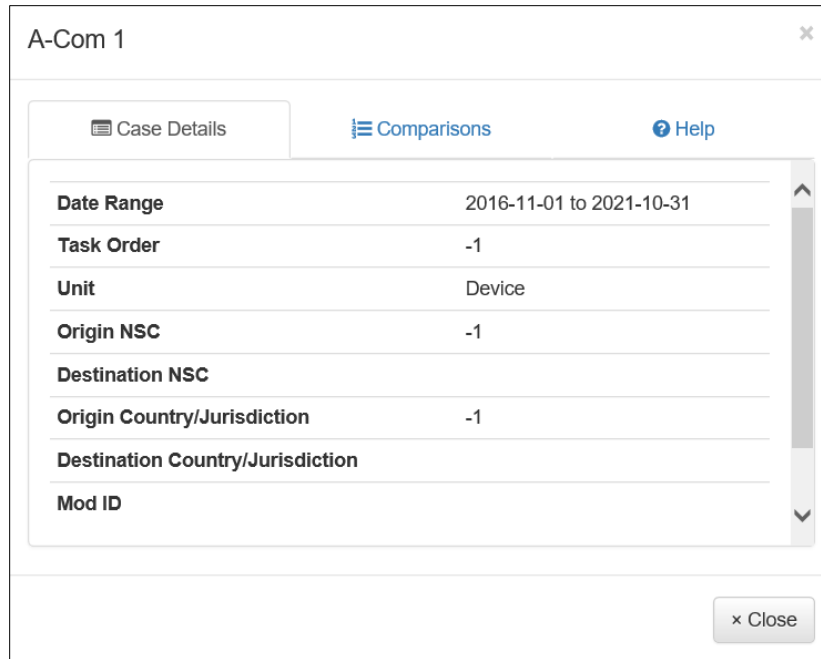 A-Com 1 ×
Case Details Comparisons Help
Date Range 2016-11-01 to 2021-10-31
Task Order -1
Unit Device
Origin NSC -1
Destination NSC
Origin Country/Jurisdiction -1
Destination Country/Jurisdiction
Mod ID
× Close